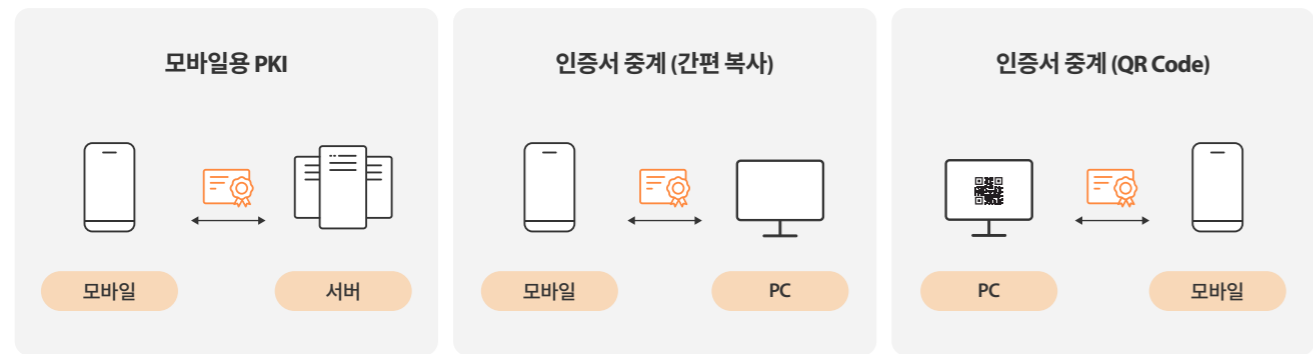 모바일용 PKI
모바일
서버
인증서 중계 (간편 복사)
모바일
PC
인증서 중계 (QR Code)
PC
모바일